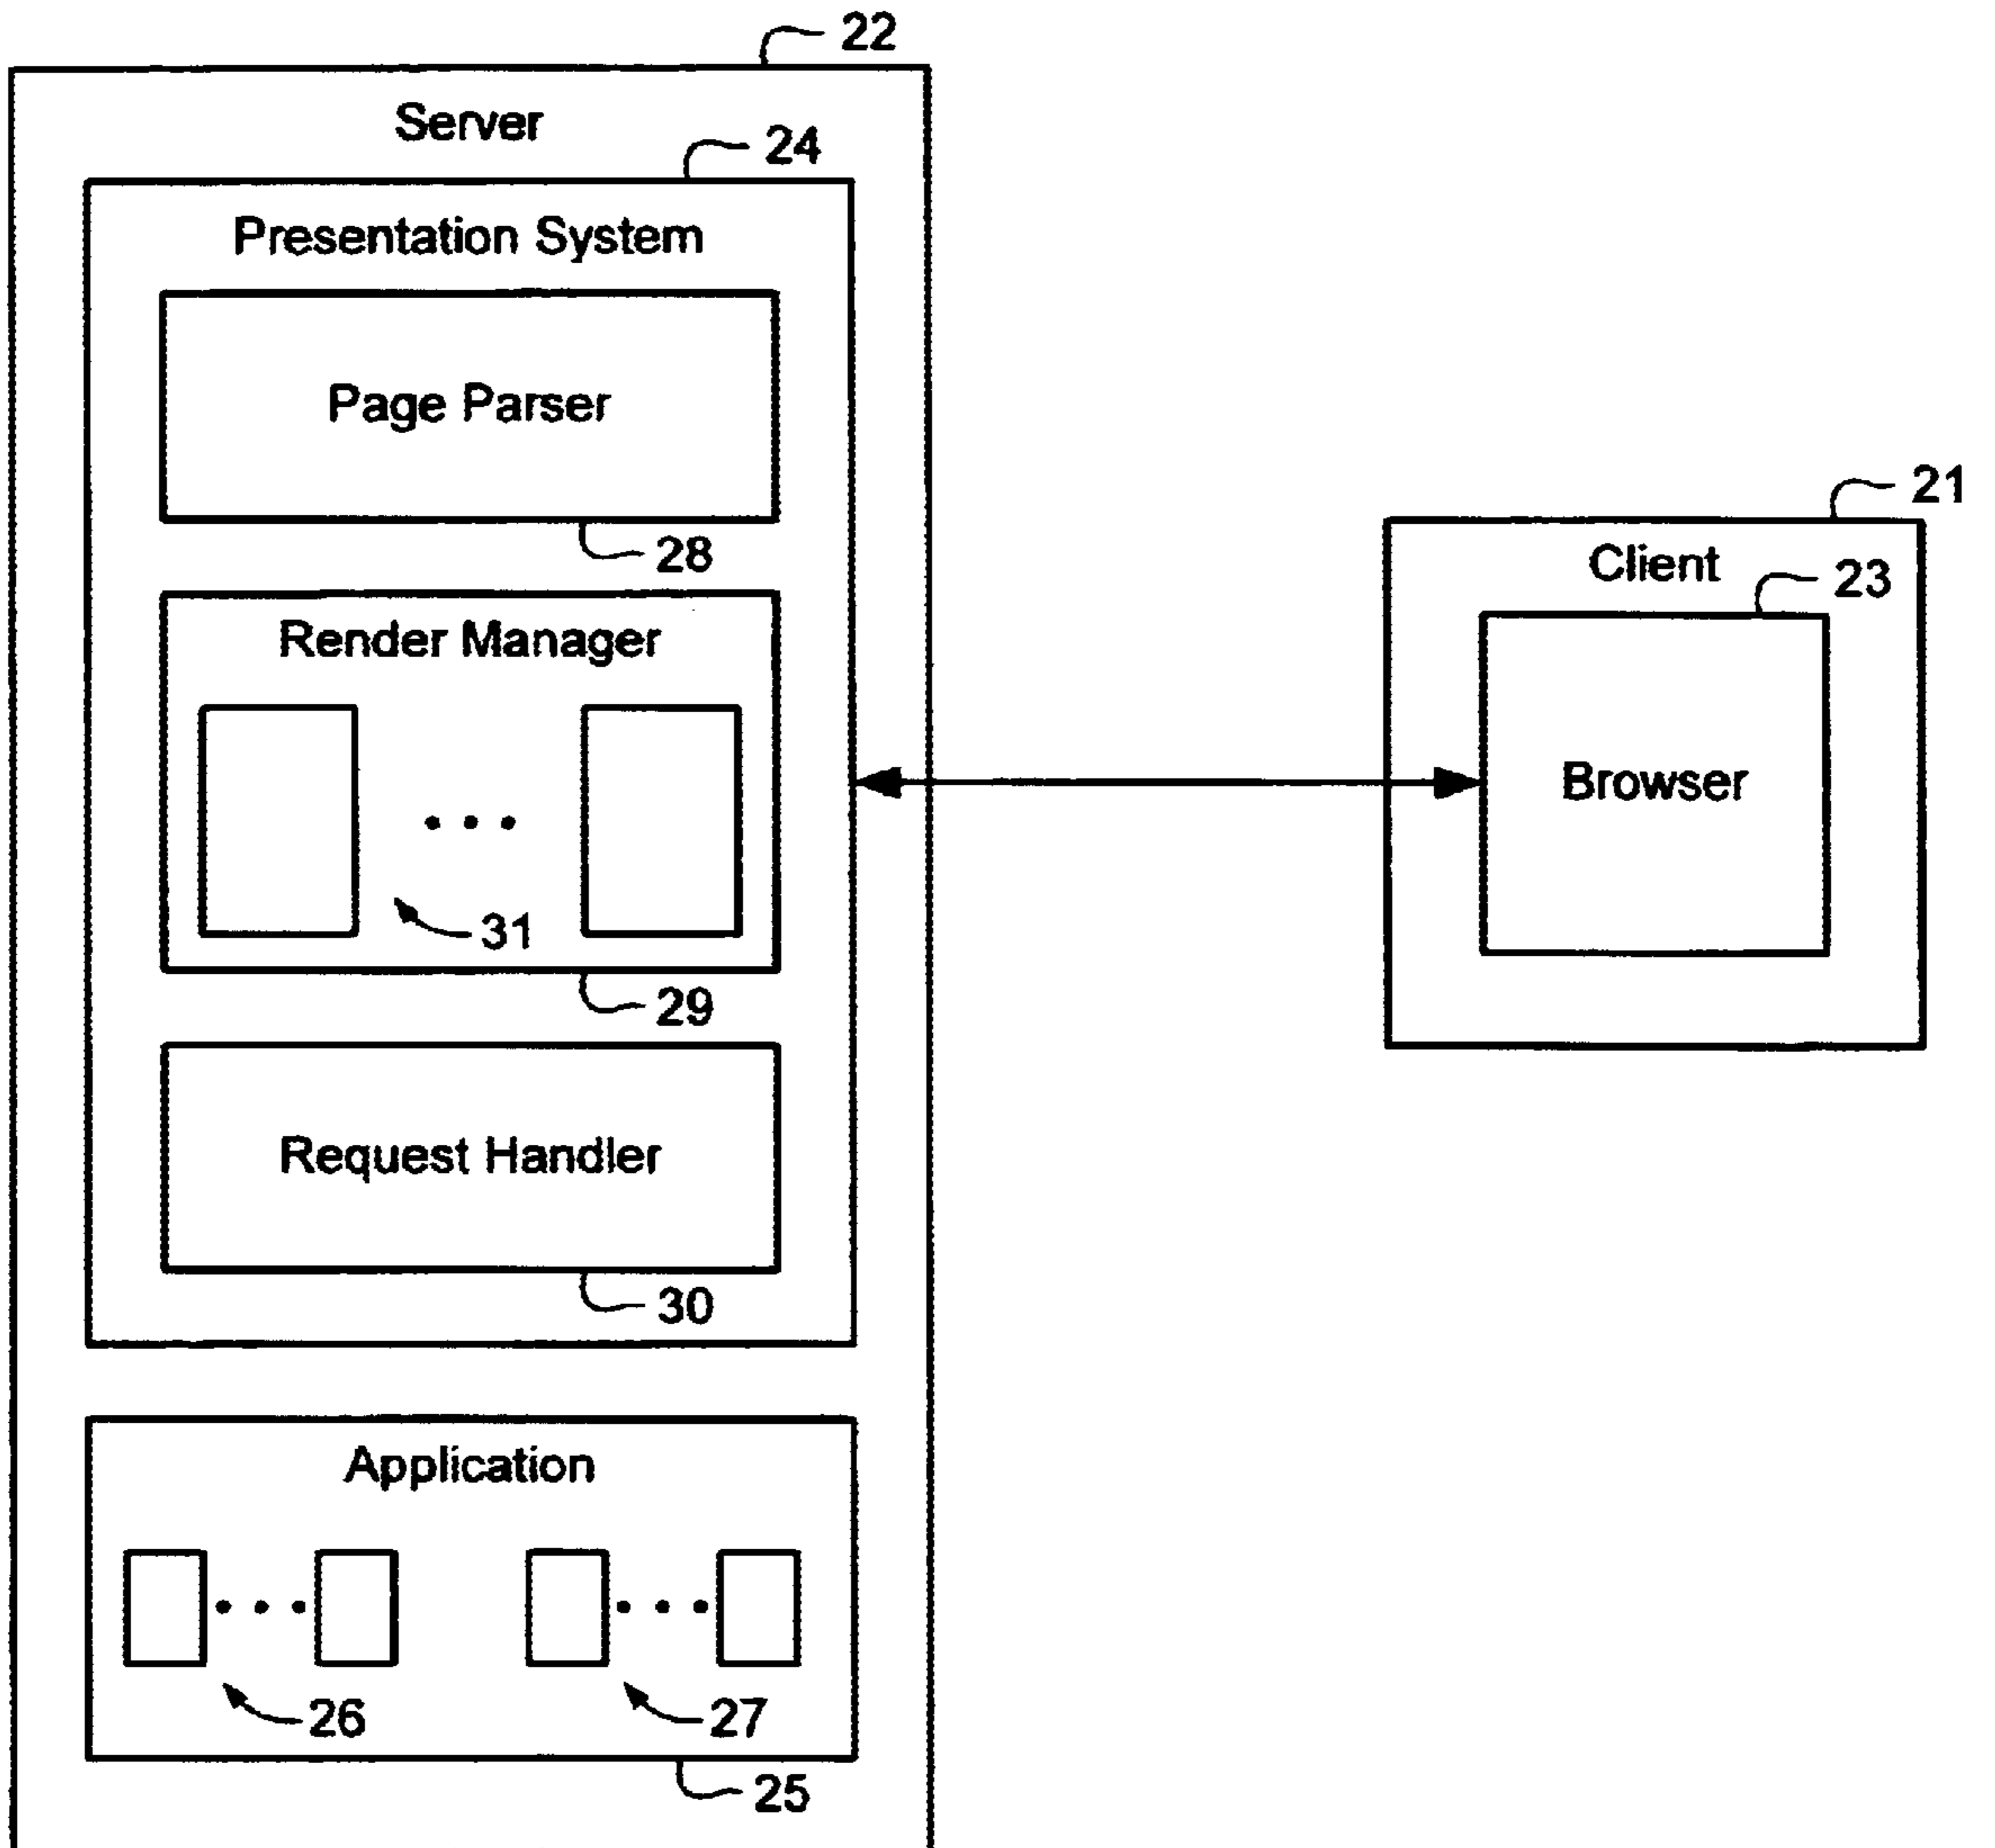 22
Server
24
Presentation System
Page Parser
28
Render Manager
31
29
Request Handler
30
Application
26
27
25
21
Client
23
Browser